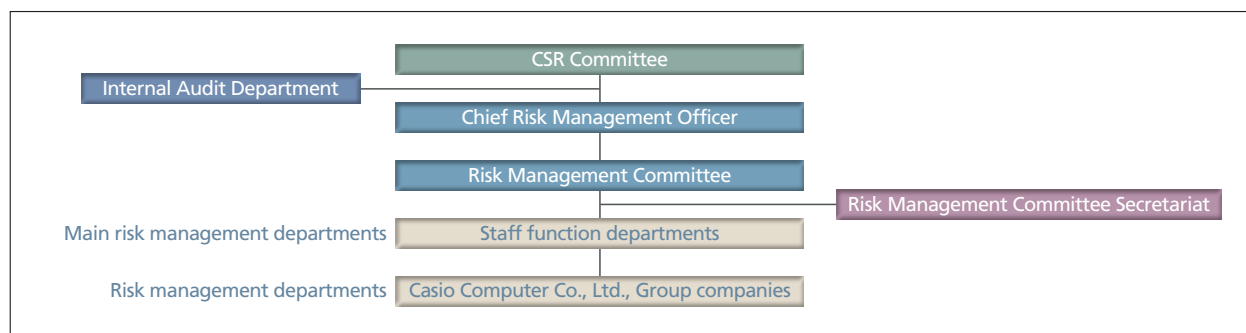 CSR Committee
Internal Audit Department
Chief Risk Management Officer
Risk Management Committee
Risk Management Committee Secretariat
Main risk management departments
Staff function departments
Risk management departments
Casio Computer Co., Ltd., Group companies